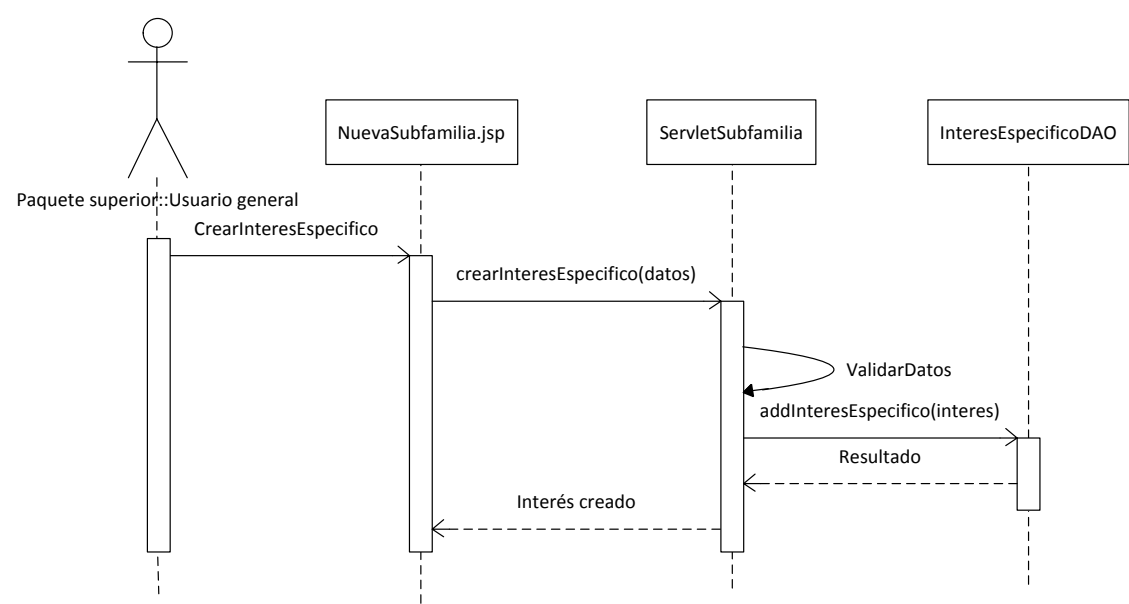 NuevaSubfamilia.jsp
ServletSubfamilia
InteresEspecificoDAO
Paquete superior::Usuario general
CrearInteresEspecifico
crearInteresEspecifico(datos)
ValidarDatos
addInteresEspecifico(interes)
Resultado
Interés creado